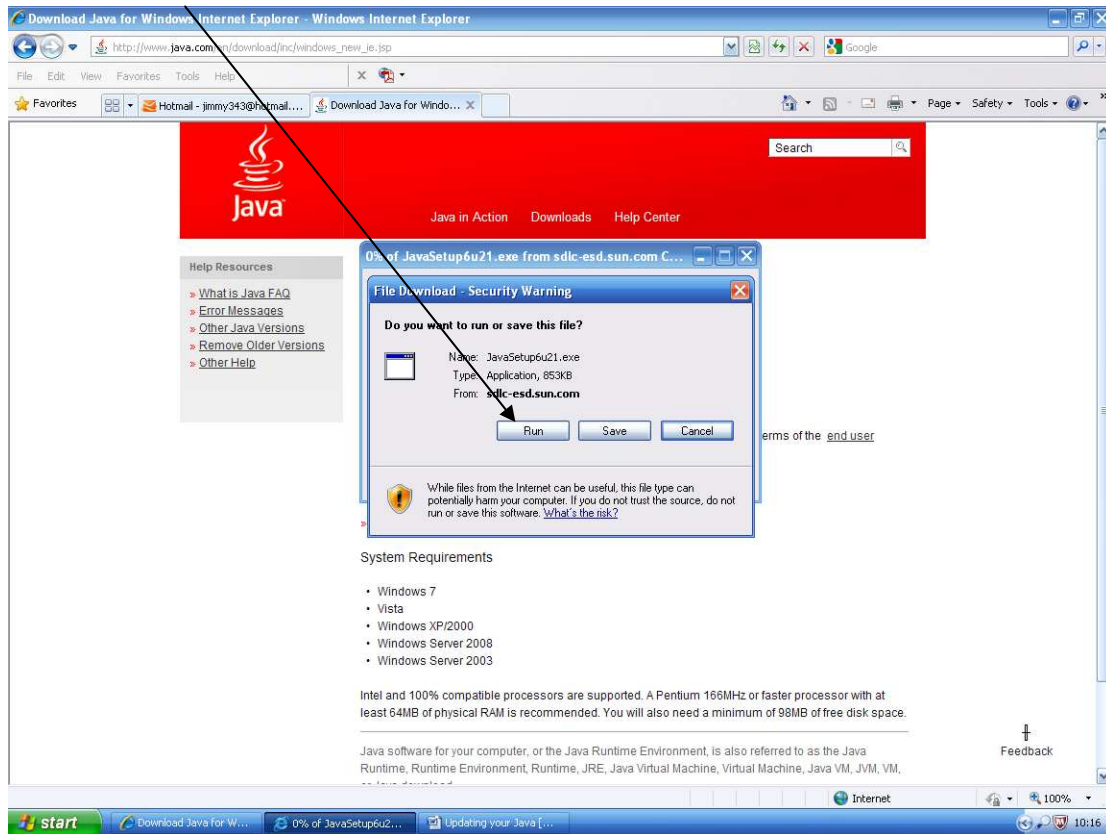 Download Java for Windows Internet Explorer - Windows Internet Explorer
http://www.java.com/en/download/inc/windows_new_ie.jsp
Google
File Edit View Favorites Tools Help
Favorites
Hotmail - jimmy343@hotmail....
Download Java for Windo...
Page
Safety
Tools
Java
Search
Java in Action Downloads Help Center
Help Resources
» What is Java FAQ
» Error Messages
» Other Java Versions
» Remove Older Versions
» Other Help
0% of JavaSetup6u21.exe from sdlc-esd.sun.com C...
File Download - Security Warning
Do you want to run or save this file?
Name: JavaSetup6u21.exe
Type: Application, 853KB
From: sdlc-esd.sun.com
Run Save Cancel
erms of the end user
While files from the Internet can be useful, this file type can
potentially harm your computer. If you do not trust the source, do not
run or save this software. What's the risk?
»
System Requirements
• Windows 7
• Vista
• Windows XP/2000
• Windows Server 2008
• Windows Server 2003
Intel and 100% compatible processors are supported. A Pentium 166MHz or faster processor with at
least 64MB of physical RAM is recommended. You will also need a minimum of 98MB of free disk space.
Feedback
Java software for your computer, or the Java Runtime Environment, is also referred to as the Java
Runtime, Runtime Environment, Runtime, JRE, Java Virtual Machine, Virtual Machine, Java VM, JVM, VM,
Internet
100%
start
Download Java for W...
0% of JavaSetup6u2...
Updating your Java [...
10:16